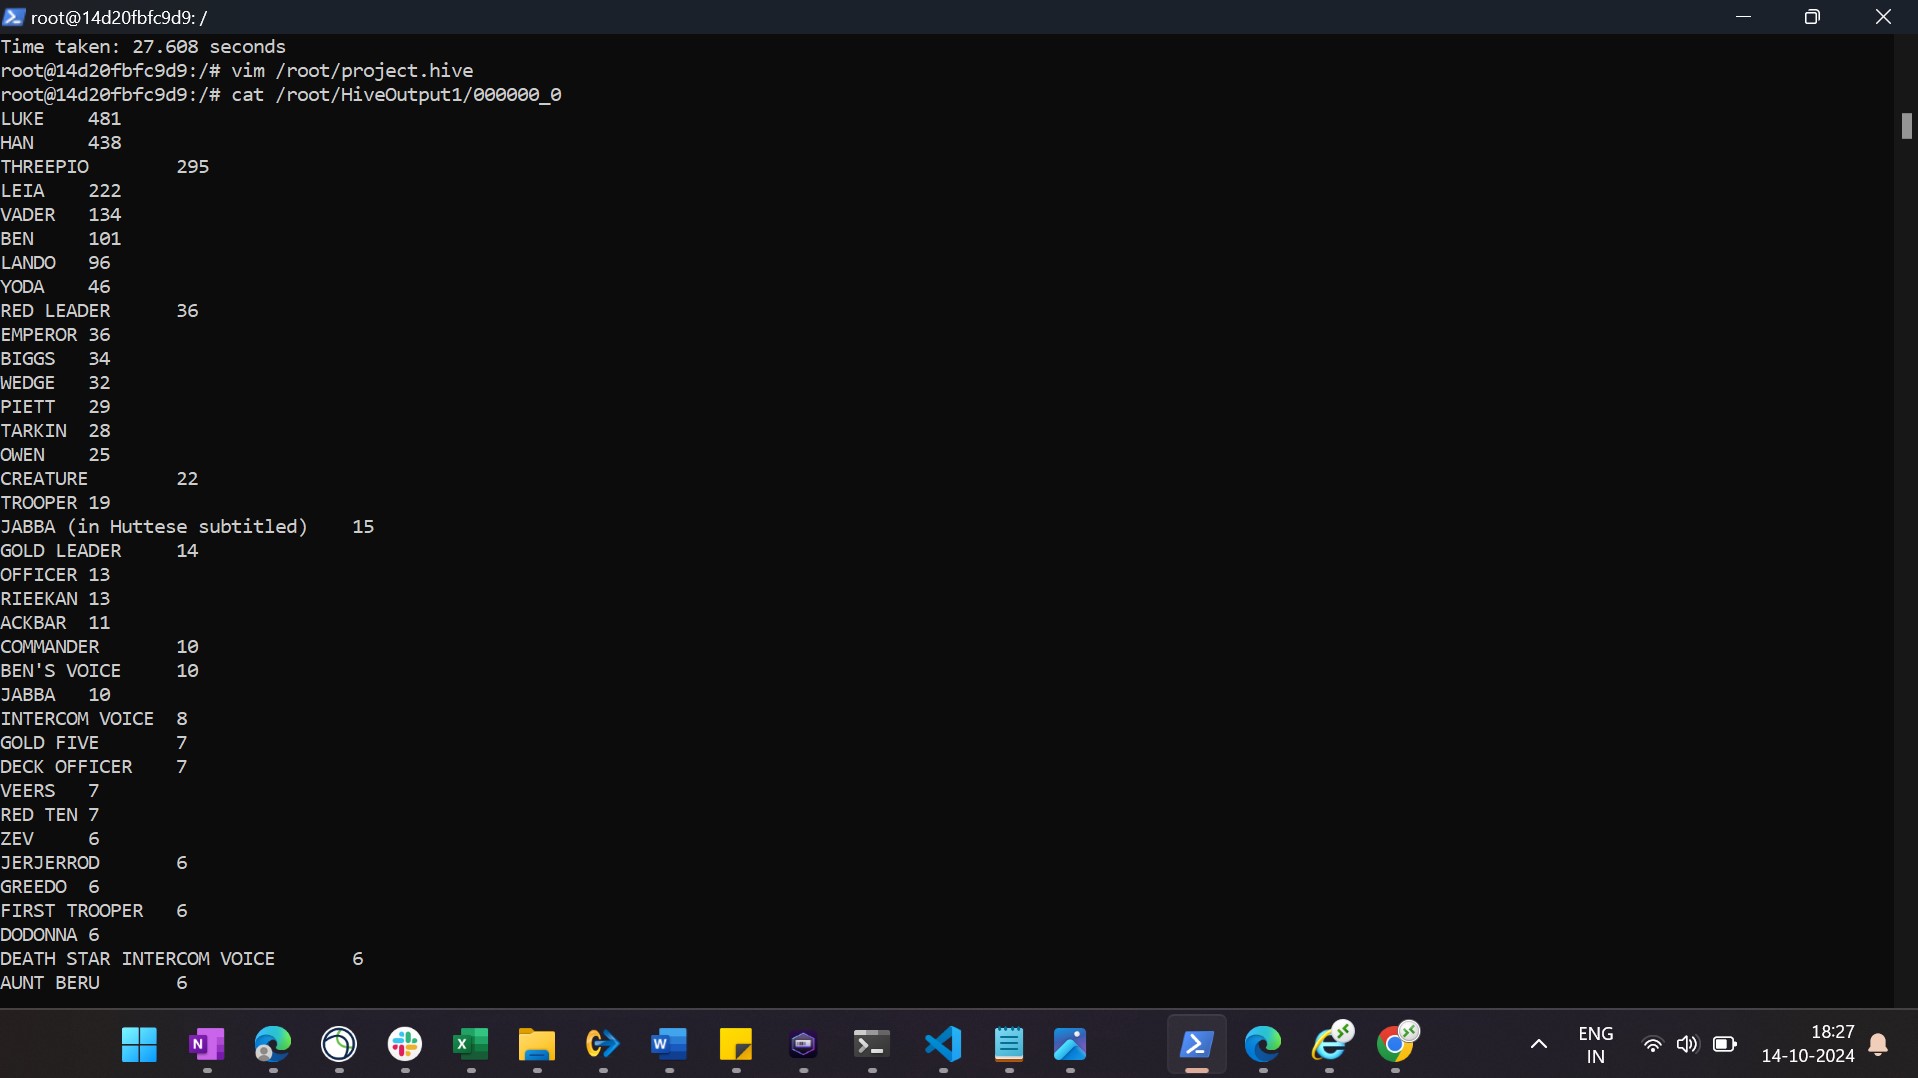 root@14d20fbfc9d9: /
Time taken: 27.608 seconds
root@14d20fbfc9d9:/# vim /root/project.hive
root@14d20fbfc9d9:/# cat /root/HiveOutput1/000000_0
LUKE 481
HAN 438
THREEPIO 295
LEIA 222
VADER 134
BEN 101
LANDO 96
YODA 46
RED LEADER 36
EMPEROR 36
BIGGS 34
WEDGE 32
PIETT 29
TARKIN 28
OWEN 25
CREATURE 22
TROOPER 19
JABBA (in Huttese subtitled) 15
GOLD LEADER 14
OFFICER 13
RIEEKAN 13
ACKBAR 11
COMMANDER 10
BEN'S VOICE 10
JABBA 10
INTERCOM VOICE 8
GOLD FIVE 7
DECK OFFICER 7
VEERS 7
RED TEN 7
ZEV 6
JERJERROD 6
GREEDO 6
FIRST TROOPER 6
DODONNA 6
DEATH STAR INTERCOM VOICE 6
AUNT BERU 6
N
X
W
ENG
IN
18:27
14-10-2024